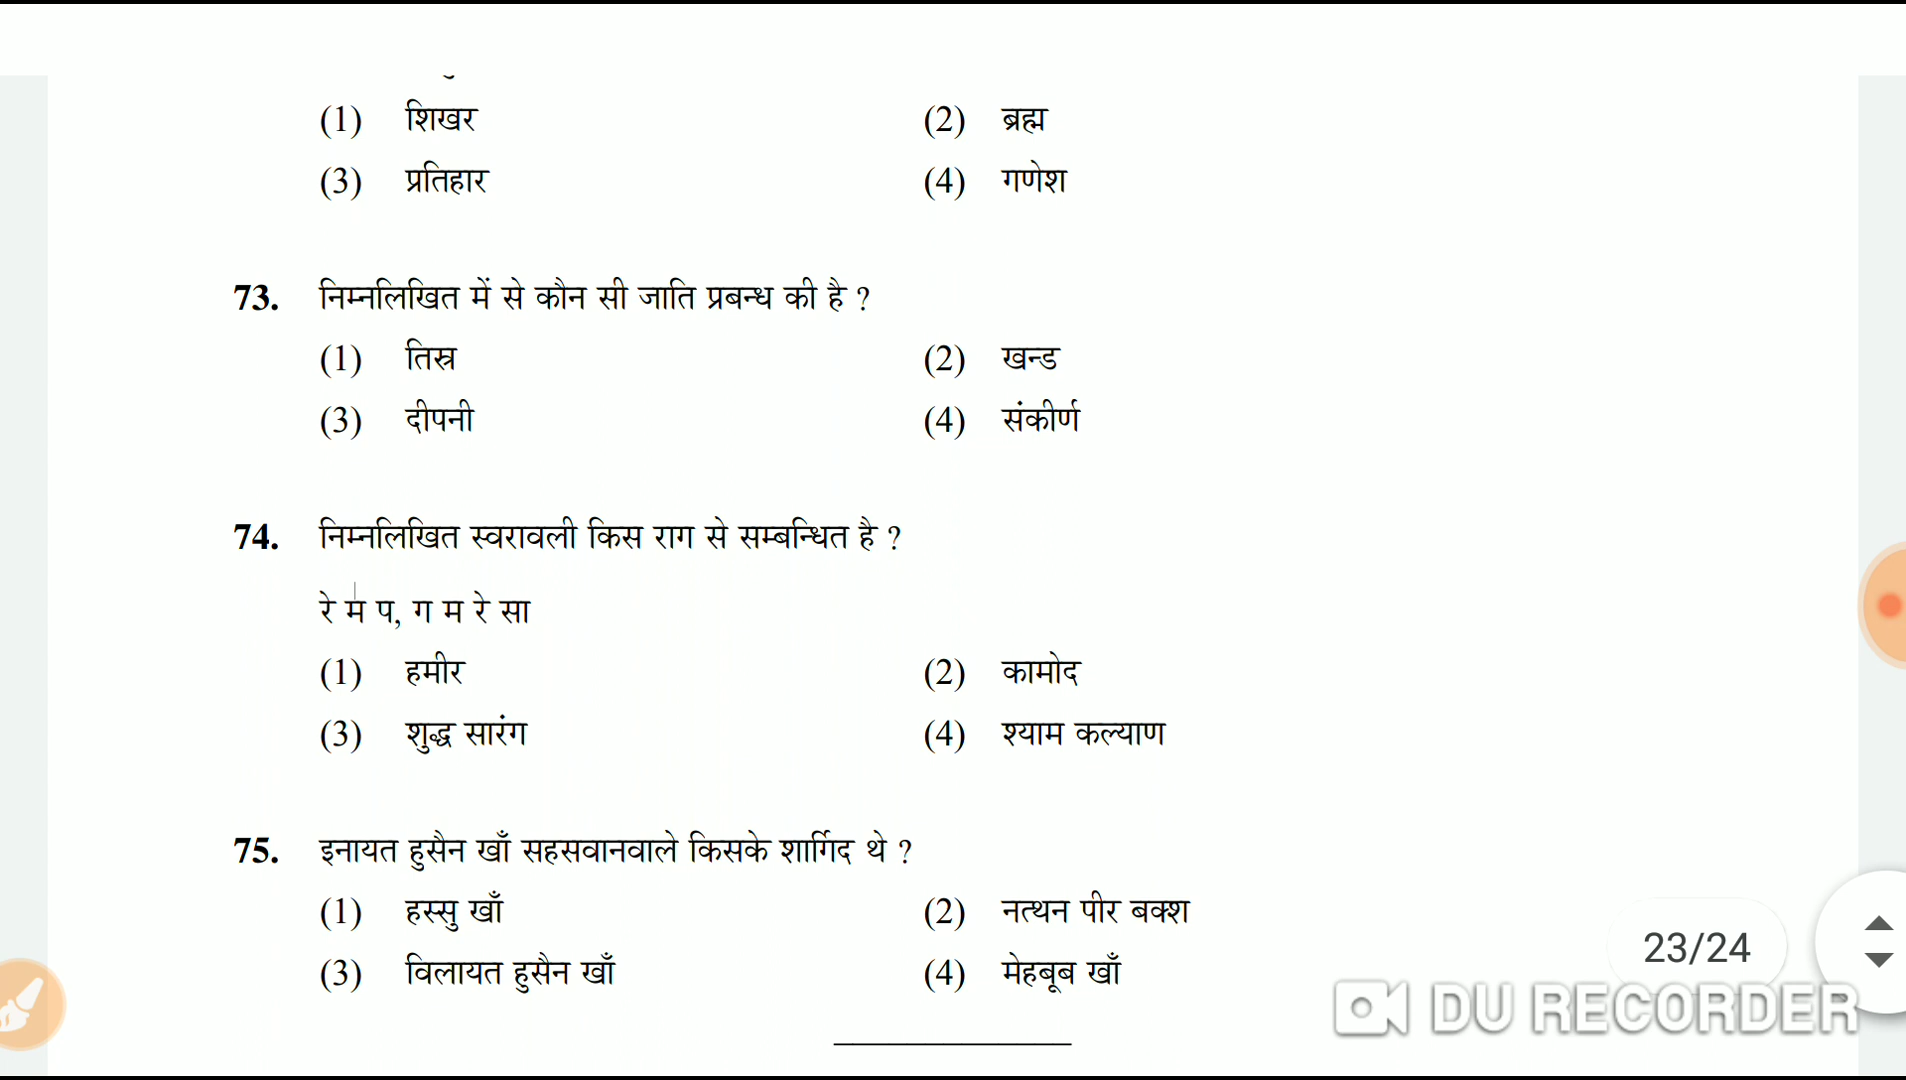 (1) शिखर (2) ब्रह्म
(3) प्रतिहार (4) गणेश
73. निम्नलिखित में से कौन सी जाति प्रबन्ध की है ?
(1) तिस्र (2) खन्ड
(3) दीपनी (4) संकीर्ण
74. निम्नलिखित स्वरावली किस राग से सम्बन्धित है ?
रे म॑ प, ग म रे सा
(1) हमीर (2) कामोद
(3) शुद्ध सारंग (4) श्याम कल्याण
75. इनायत हुसैन खाँ सहसवानवाले किसके शार्गिद थे ?
(1) हस्सु खाँ (2) नत्थन पीर बक्श
(3) विलायत हुसैन खाँ (4) मेहबूब खाँ
23/24
DU RECORDER